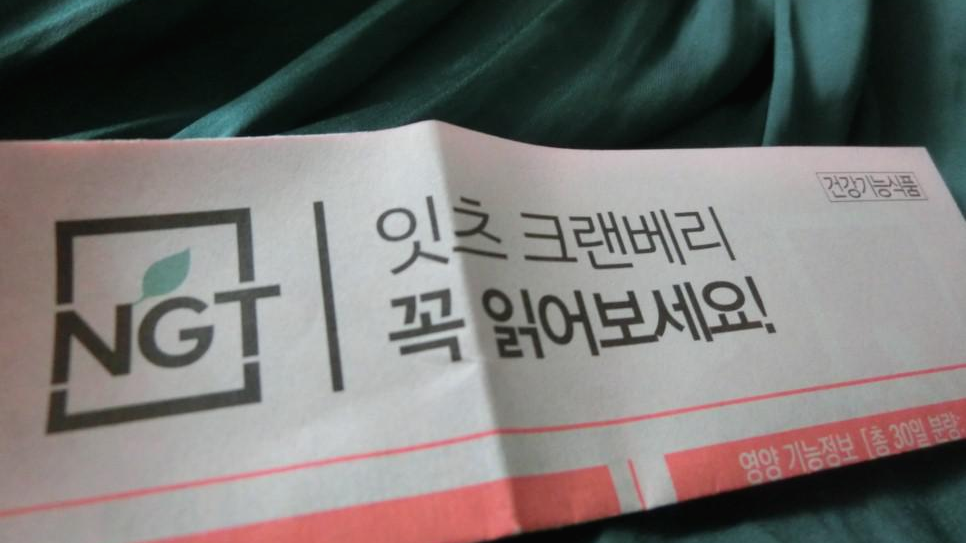 건강기능식품
NGT
잇츠 크랜베리
꼭 읽어보세요!
영양 기능정보 [총 30일 분량: